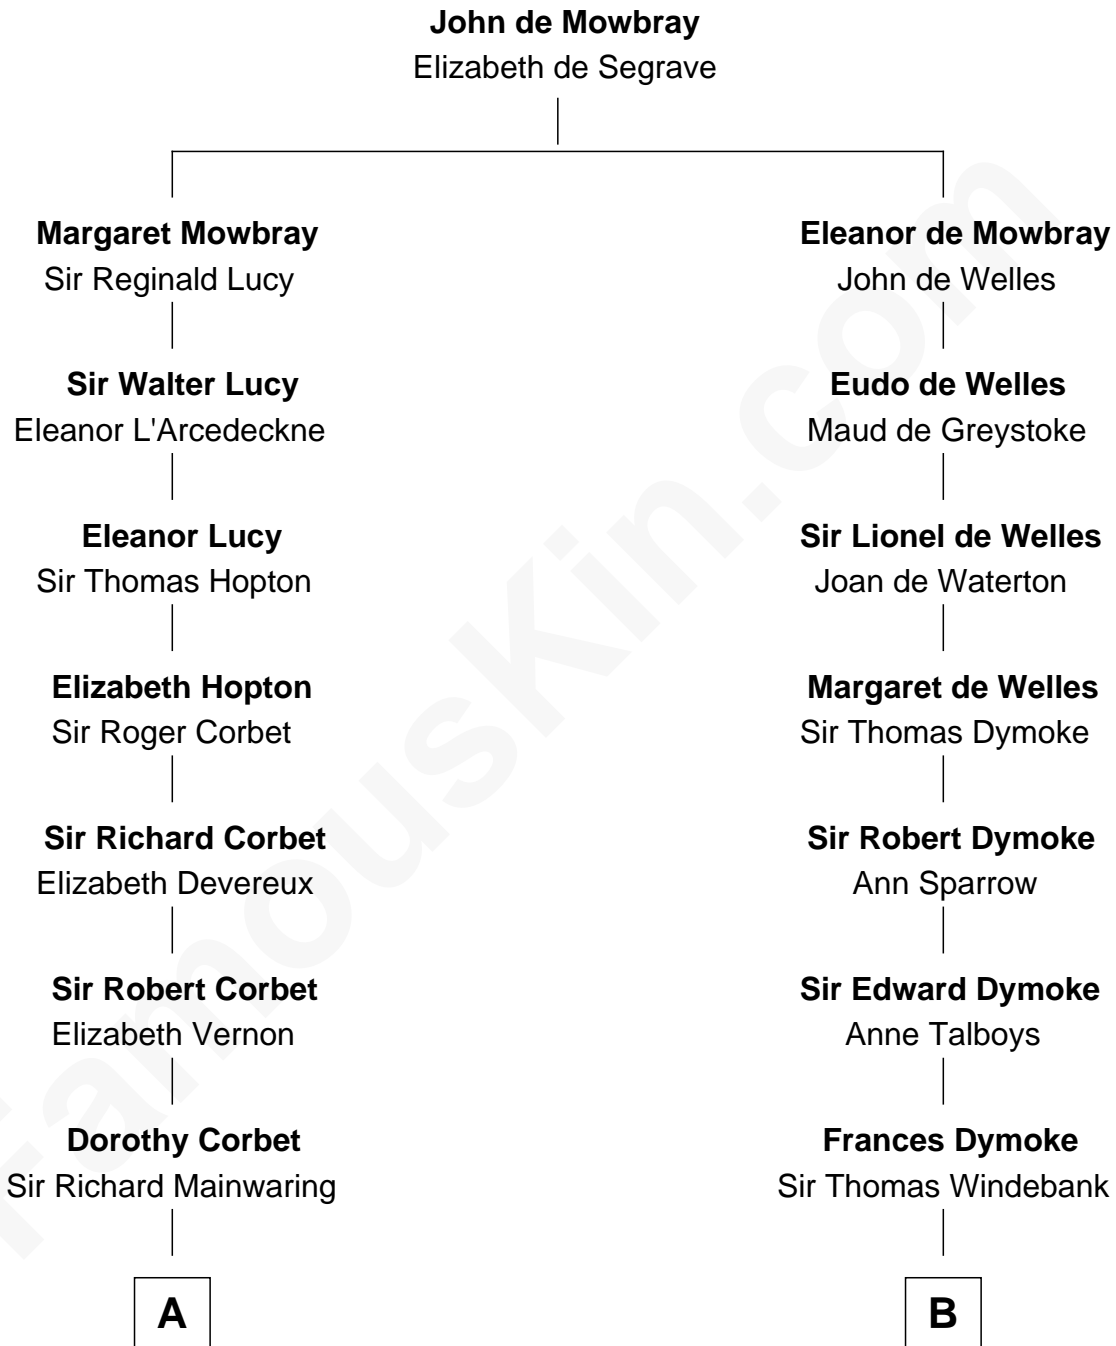 John de Mowbray
Elizabeth de Segrave
Margaret Mowbray
Sir Reginald Lucy
Eleanor de Mowbray
John de Welles
Sir Walter Lucy
Eleanor L'Arcedeckne
Eudo de Welles
Maud de Greystoke
Eleanor Lucy
Sir Thomas Hopton
Sir Lionel de Welles
Joan de Waterton
Elizabeth Hopton
Sir Roger Corbet
Margaret de Welles
Sir Thomas Dymoke
Sir Richard Corbet
Elizabeth Devereux
Sir Robert Dymoke
Ann Sparrow
Sir Robert Corbet
Elizabeth Vernon
Sir Edward Dymoke
Anne Talboys
Dorothy Corbet
Sir Richard Mainwaring
Frances Dymoke
Sir Thomas Windebank
A
B
FamousKin.com